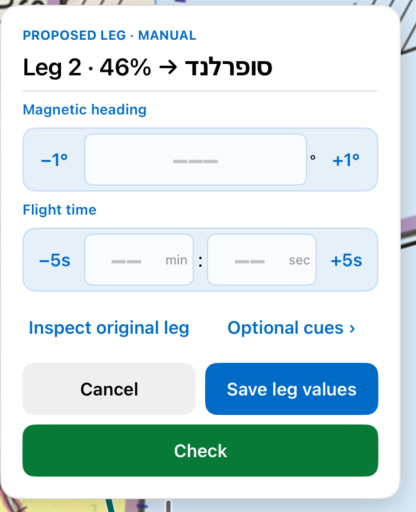 PROPOSED LEG · MANUAL
Leg 2 · 46% → סופרלנד
Magnetic heading
−1° ——— ° +1°
Flight time
−5s —— min : —— sec +5s
Inspect original leg Optional cues ›
Cancel Save leg values
Check